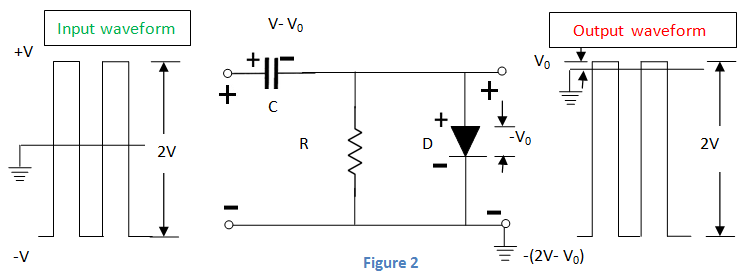 Input waveform
V- V₀
Output waveform
+V
V₀
+
-
+
+
C
R
D
+
-
-V₀
2V
2V
-
-
-V
Figure 2
-(2V- V₀)